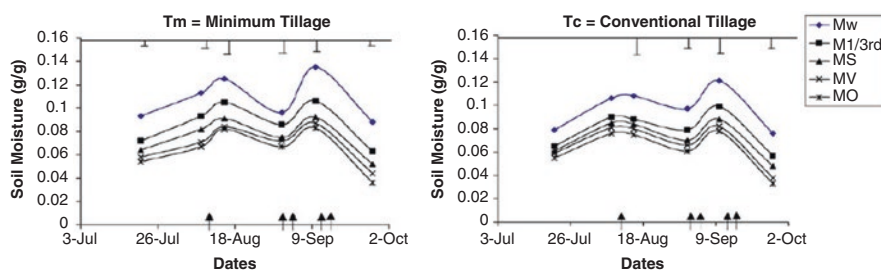 Tm = Minimum Tillage
0.16
0.14
0.12
0.1
0.08
0.06
0.04
0.02
0
Soil Moisture (g/g)
3-Jul 26-Jul 18-Aug 9-Sep 2-Oct
Dates
Tc = Conventional Tillage
0.16
0.14
0.12
0.1
0.08
0.06
0.04
0.02
0
Soil Moisture (g/g)
3-Jul 26-Jul 18-Aug 9-Sep 2-Oct
Dates
Mw
M1/3rd
MS
MV
MO